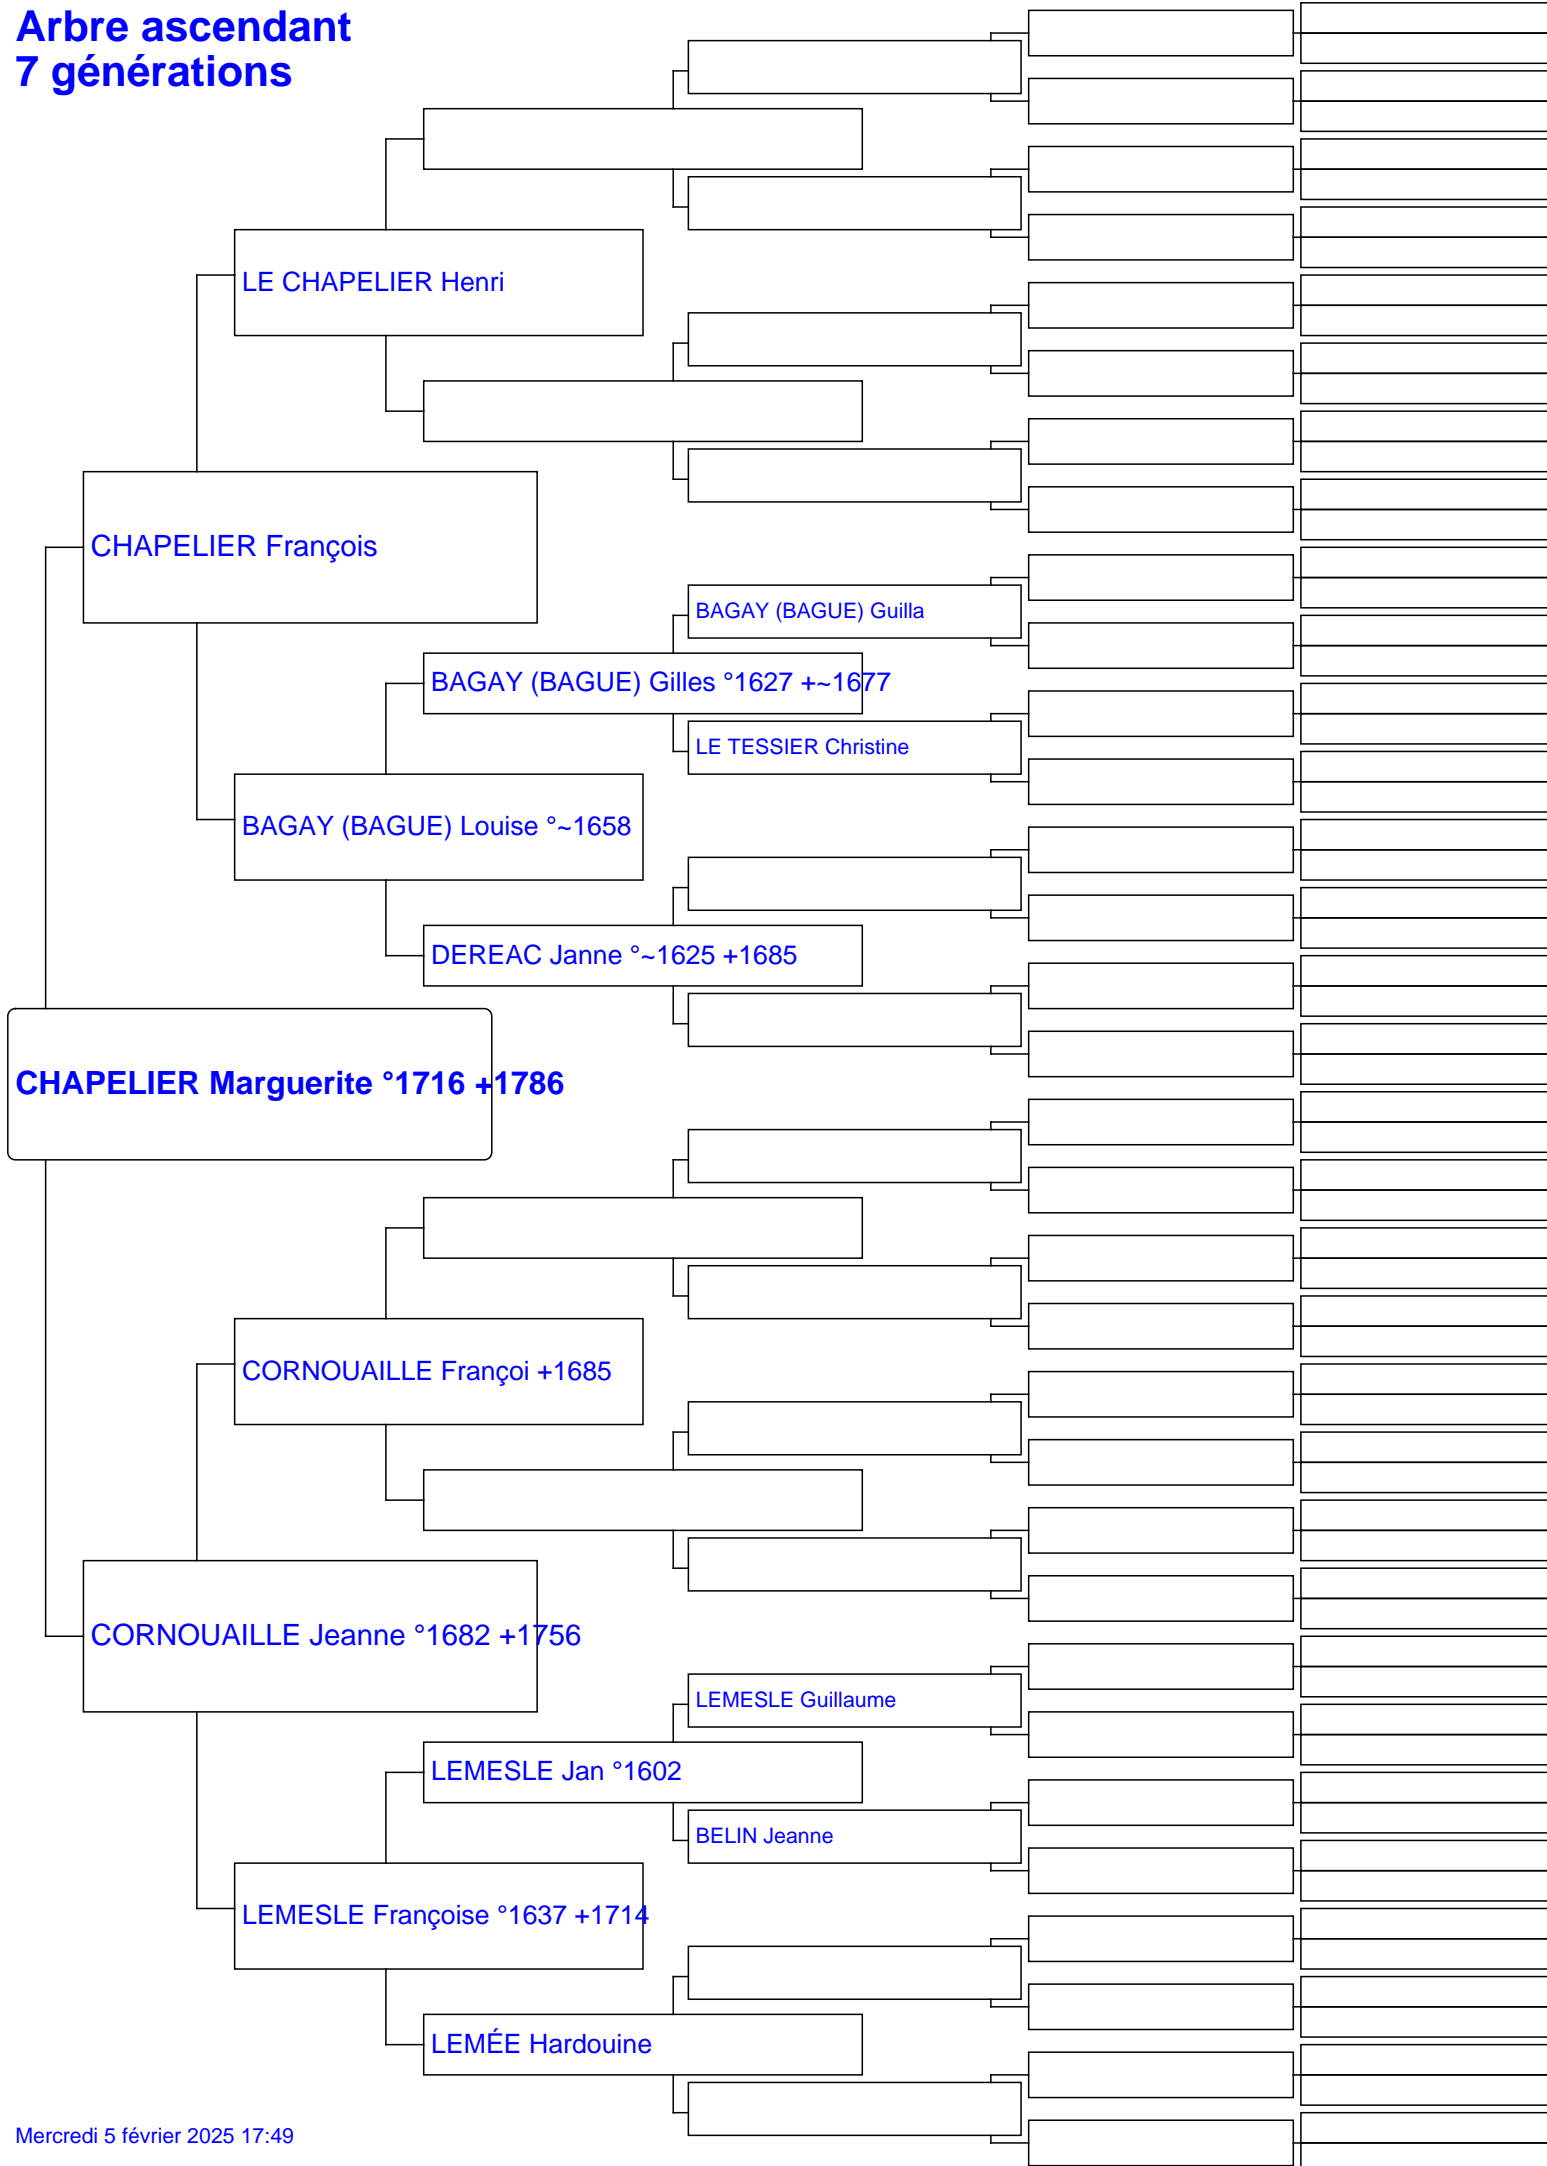 Arbre ascendant
7 générations
LE CHAPELIER Henri
CHAPELIER François
BAGAY (BAGUE) Guilla
BAGAY (BAGUE) Gilles °1627 +~1677
LE TESSIER Christine
BAGAY (BAGUE) Louise °~1658
DEREAC Janne °~1625 +1685
CHAPELIER Marguerite °1716 +1786
CORNOUAILLE Françoi +1685
CORNOUAILLE Jeanne °1682 +1756
LEMESLE Guillaume
LEMESLE Jan °1602
BELIN Jeanne
LEMESLE Françoise °1637 +1714
LEMÉE Hardouine
Mercredi 5 février 2025 17:49